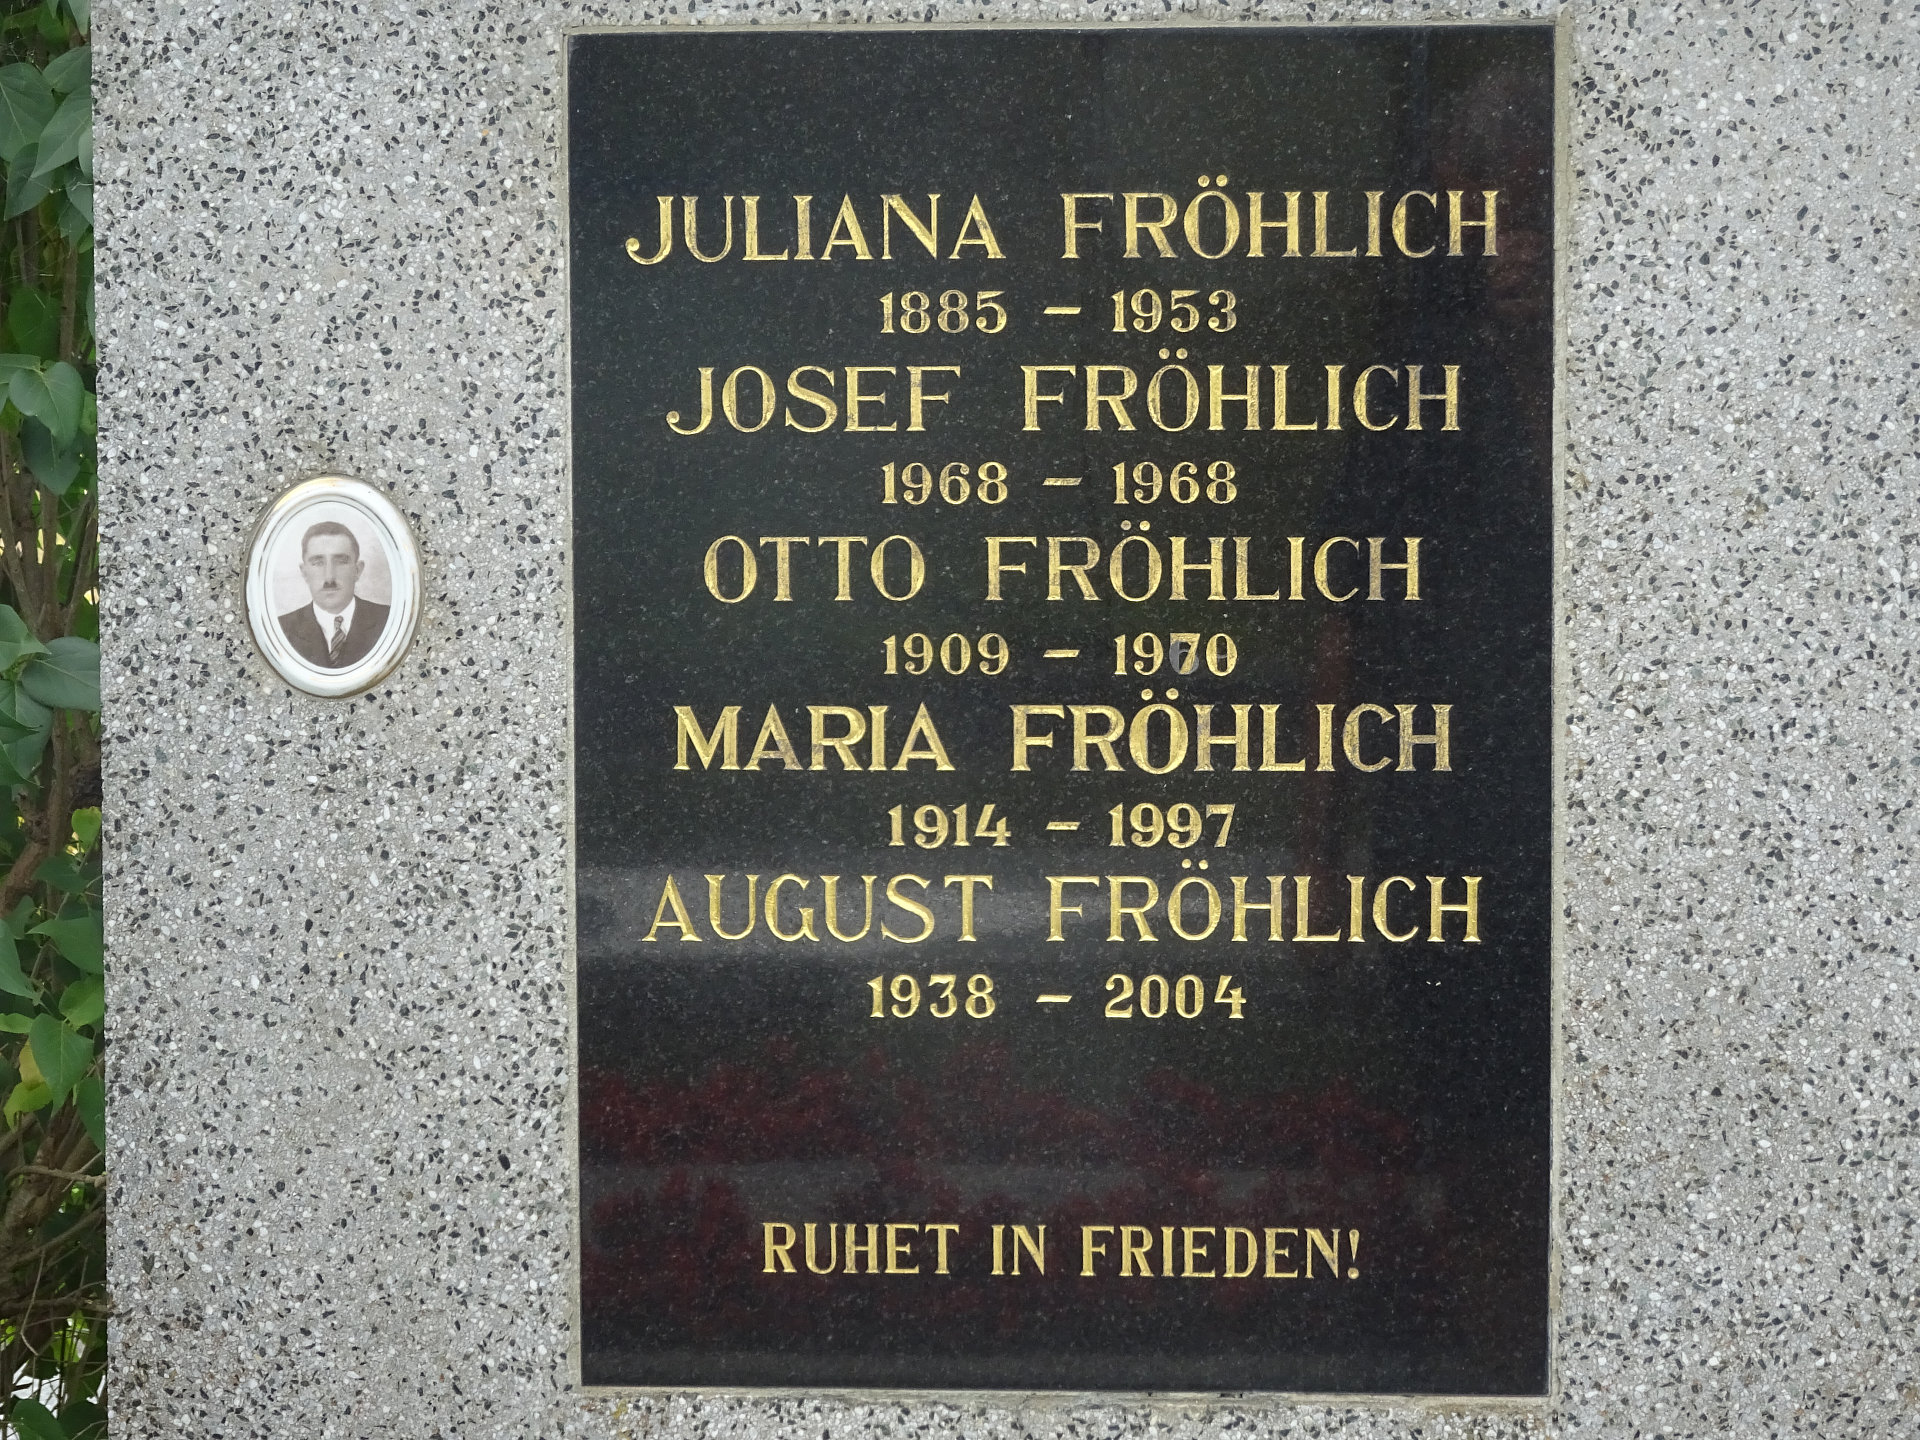 JULIANA FRÖHLICH
1885 - 1953
JOSEF FRÖHLICH
1968 - 1968
OTTO FRÖHLICH
1909 - 1970
MARIA FRÖHLICH
1914 - 1997
AUGUST FRÖHLICH
1938 - 2004
RUHET IN FRIEDEN!